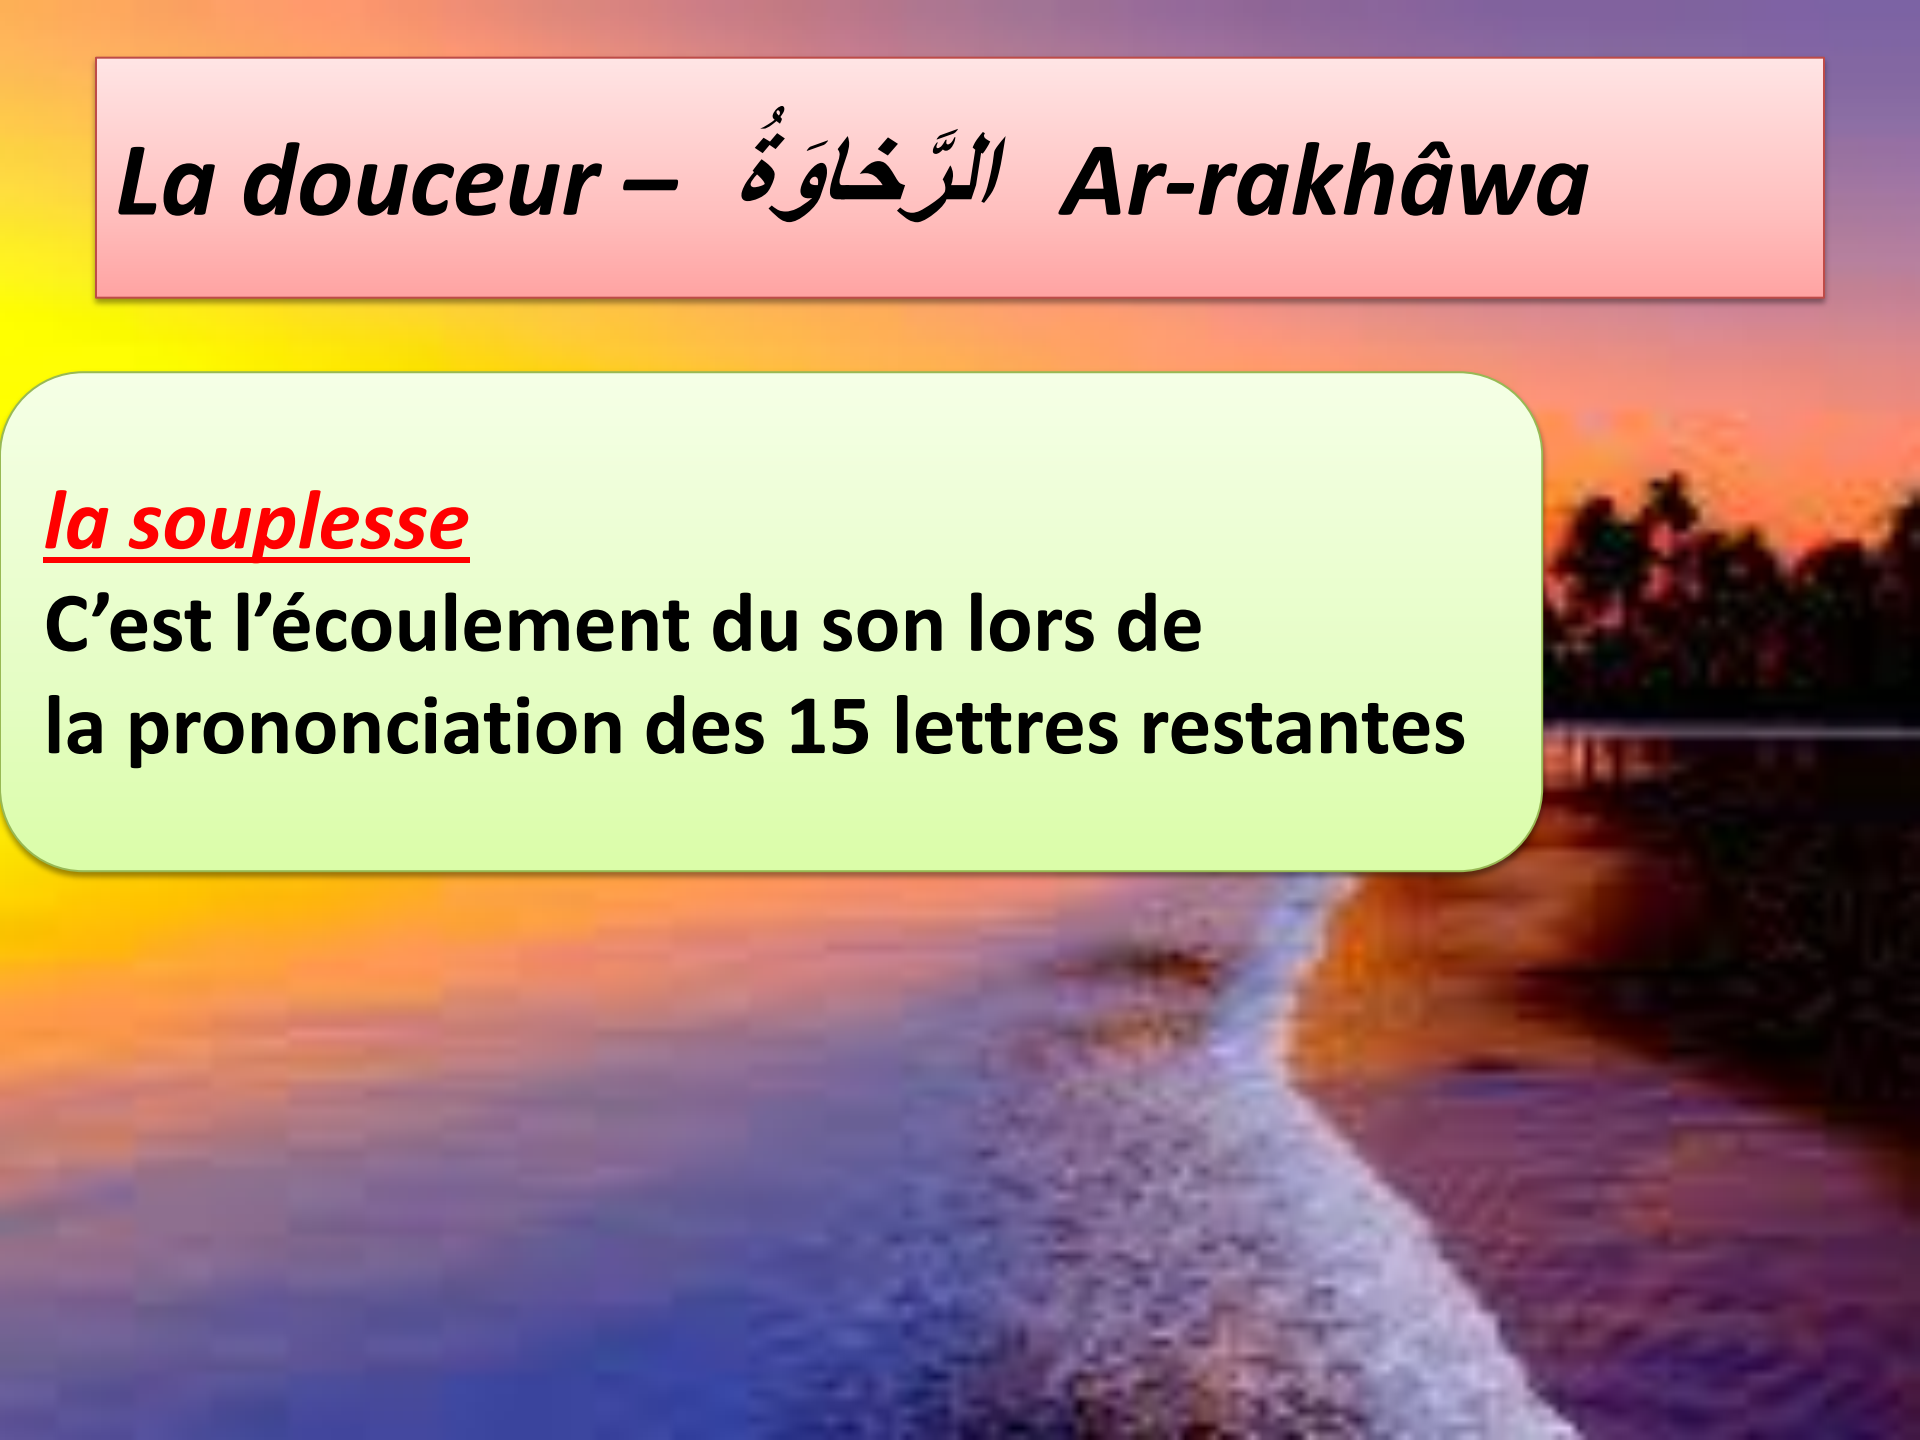 La douceur – الرَّخاوَةُ Ar-rakhâwa
la souplesse
C’est l’écoulement du son lors de
la prononciation des 15 lettres restantes